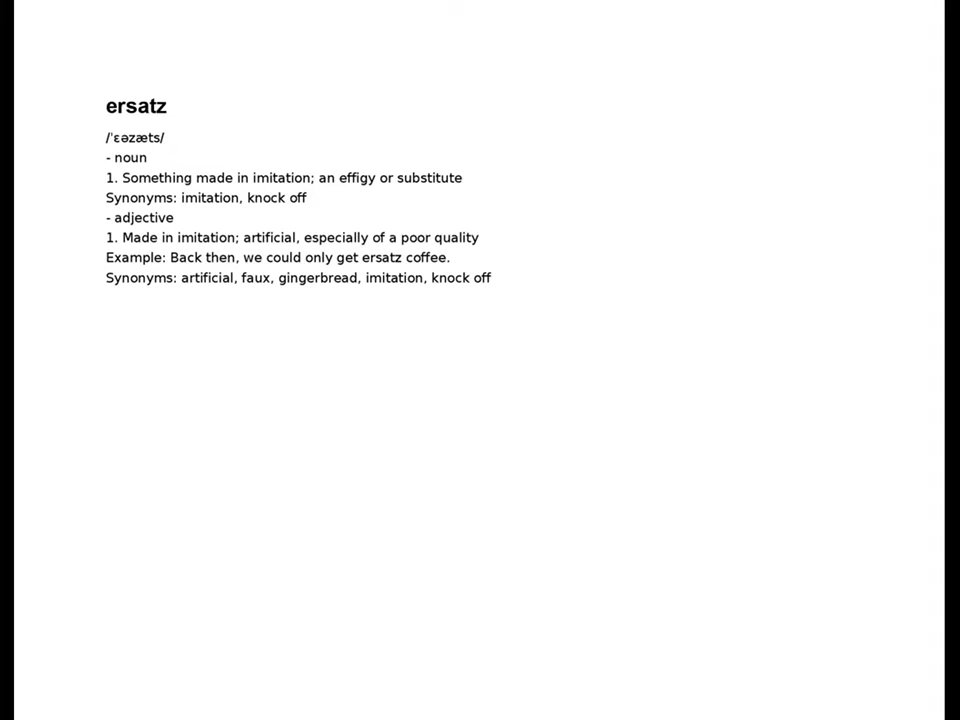 ersatz
/ˈɛəzæts/
- noun
1. Something made in imitation; an effigy or substitute
Synonyms: imitation, knock off
- adjective
1. Made in imitation; artificial, especially of a poor quality
Example: Back then, we could only get ersatz coffee.
Synonyms: artificial, faux, gingerbread, imitation, knock off